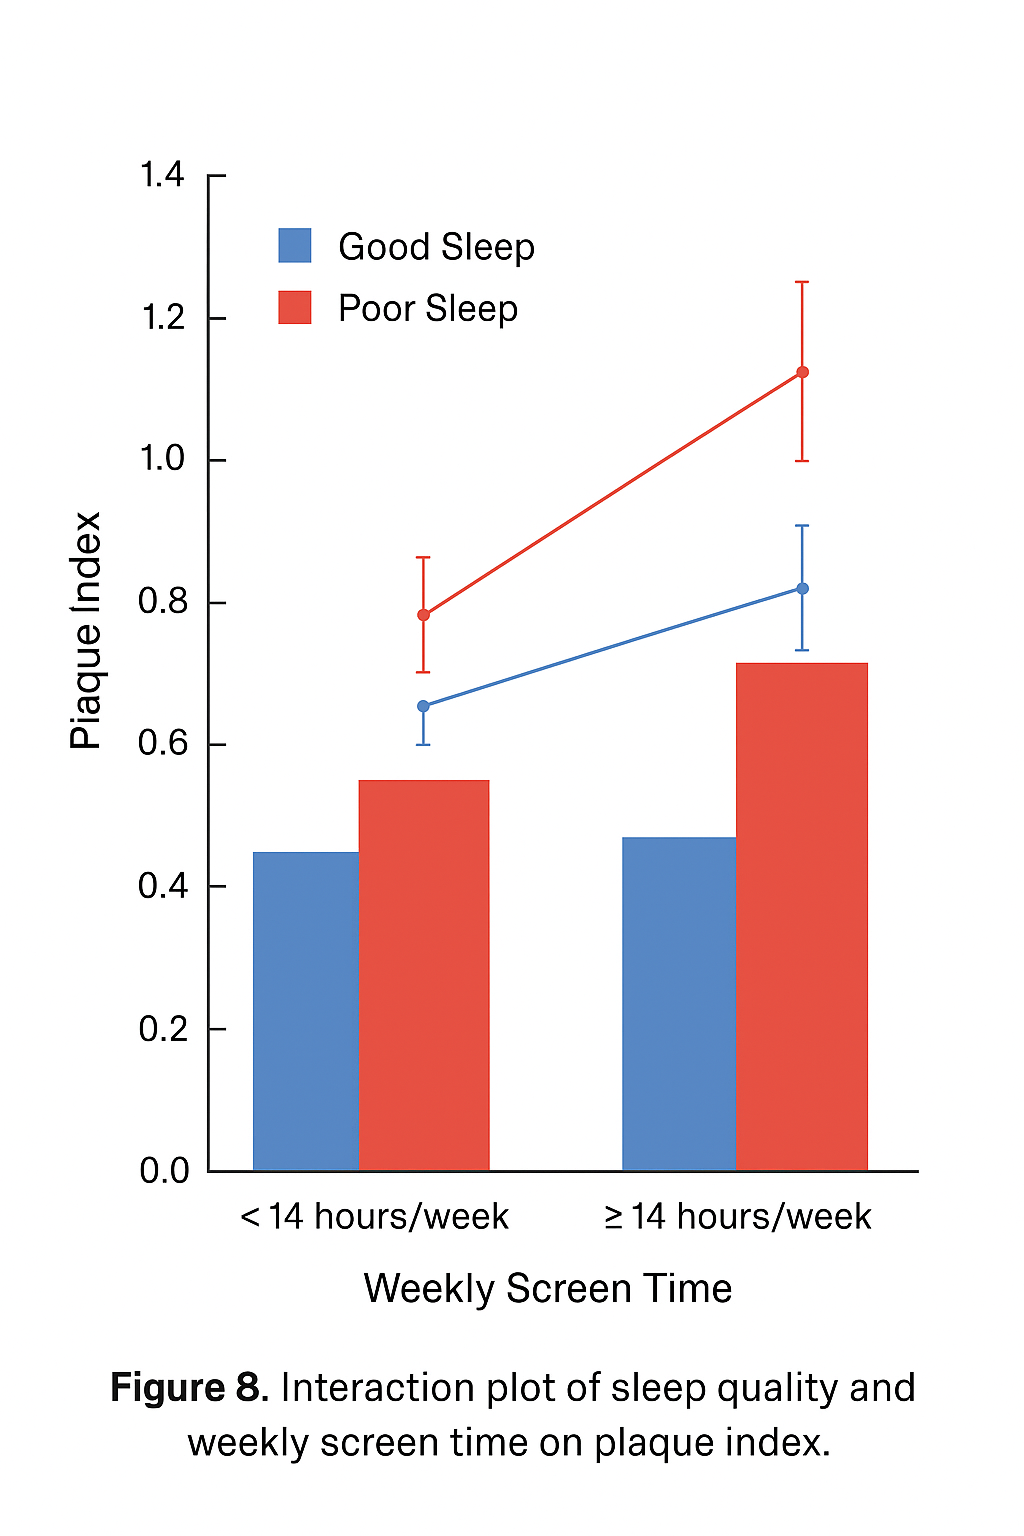 1.4
Good Sleep
Poor Sleep
1.2
1.0
0.8
0.6
0.4
0.2
0.0
Plaque Index
< 14 hours/week
≥ 14 hours/week
Weekly Screen Time
Figure 8. Interaction plot of sleep quality and
weekly screen time on plaque index.